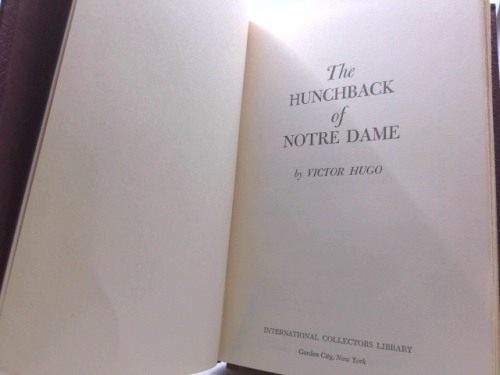 The
HUNCHBACK
of
NOTRE DAME
by VICTOR HUGO
INTERNATIONAL COLLECTORS LIBRARY
Garden City, New York